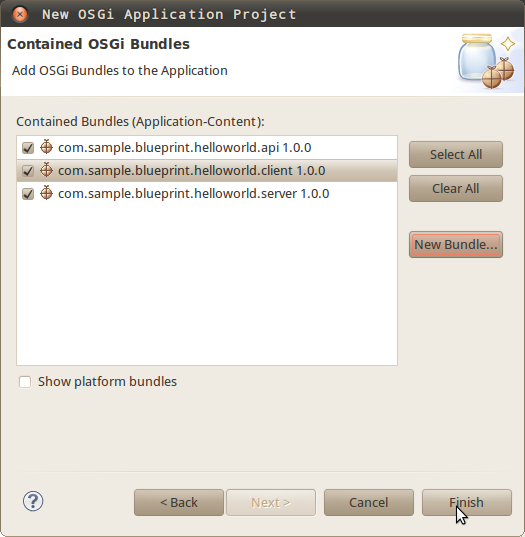 New OSGi Application Project
Contained OSGi Bundles
Add OSGi Bundles to the Application
Contained Bundles (Application-Content):
com.sample.blueprint.helloworld.api 1.0.0
com.sample.blueprint.helloworld.client 1.0.0
com.sample.blueprint.helloworld.server 1.0.0
Select All
Clear All
New Bundle...
Show platform bundles
?
< Back
Next >
Cancel
Finish